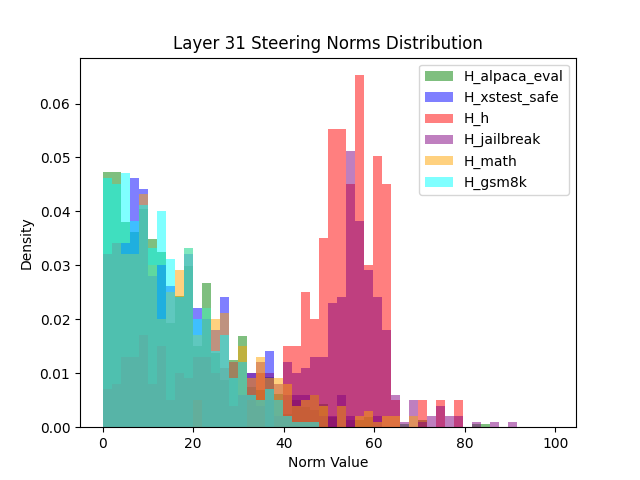 Layer 31 Steering Norms Distribution
H_alpaca_eval
H_xstest_safe
H_h
H_jailbreak
H_math
H_gsm8k
0.06
0.05
0.04
0.03
0.02
0.01
0.00
Density
0 20 40 60 80 100
Norm Value